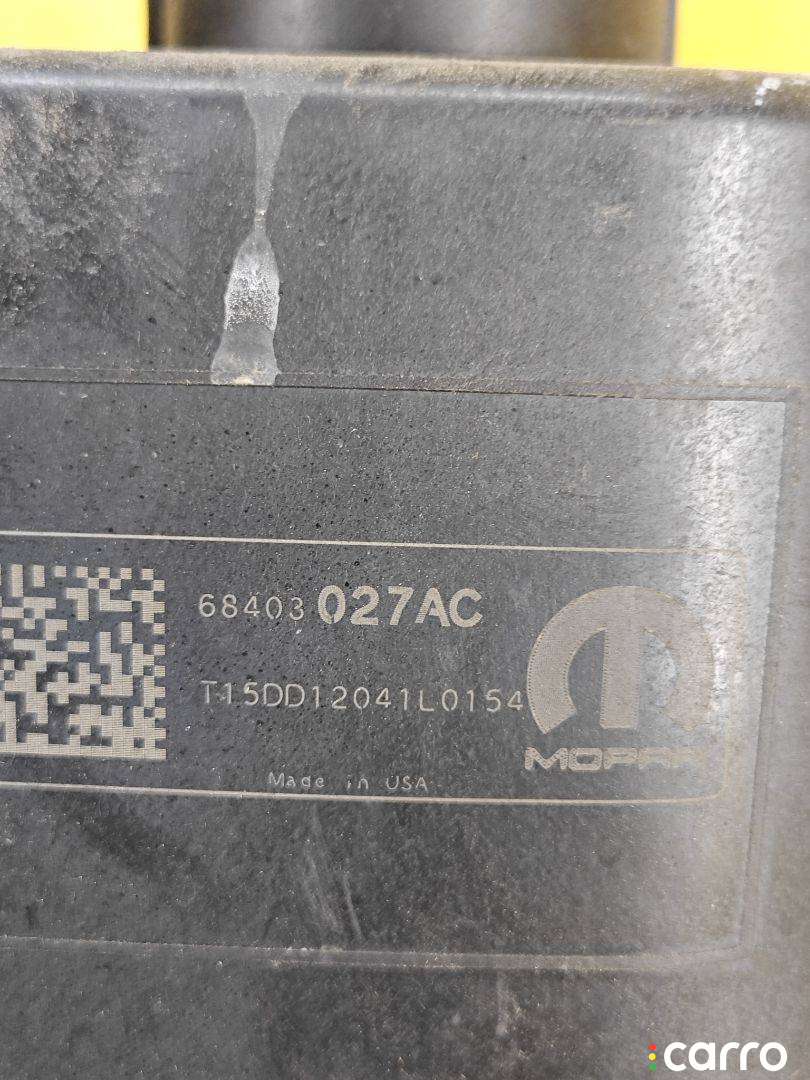 68403 027AC
T15DD12041L0154
MOPAR
Made in USA
carro